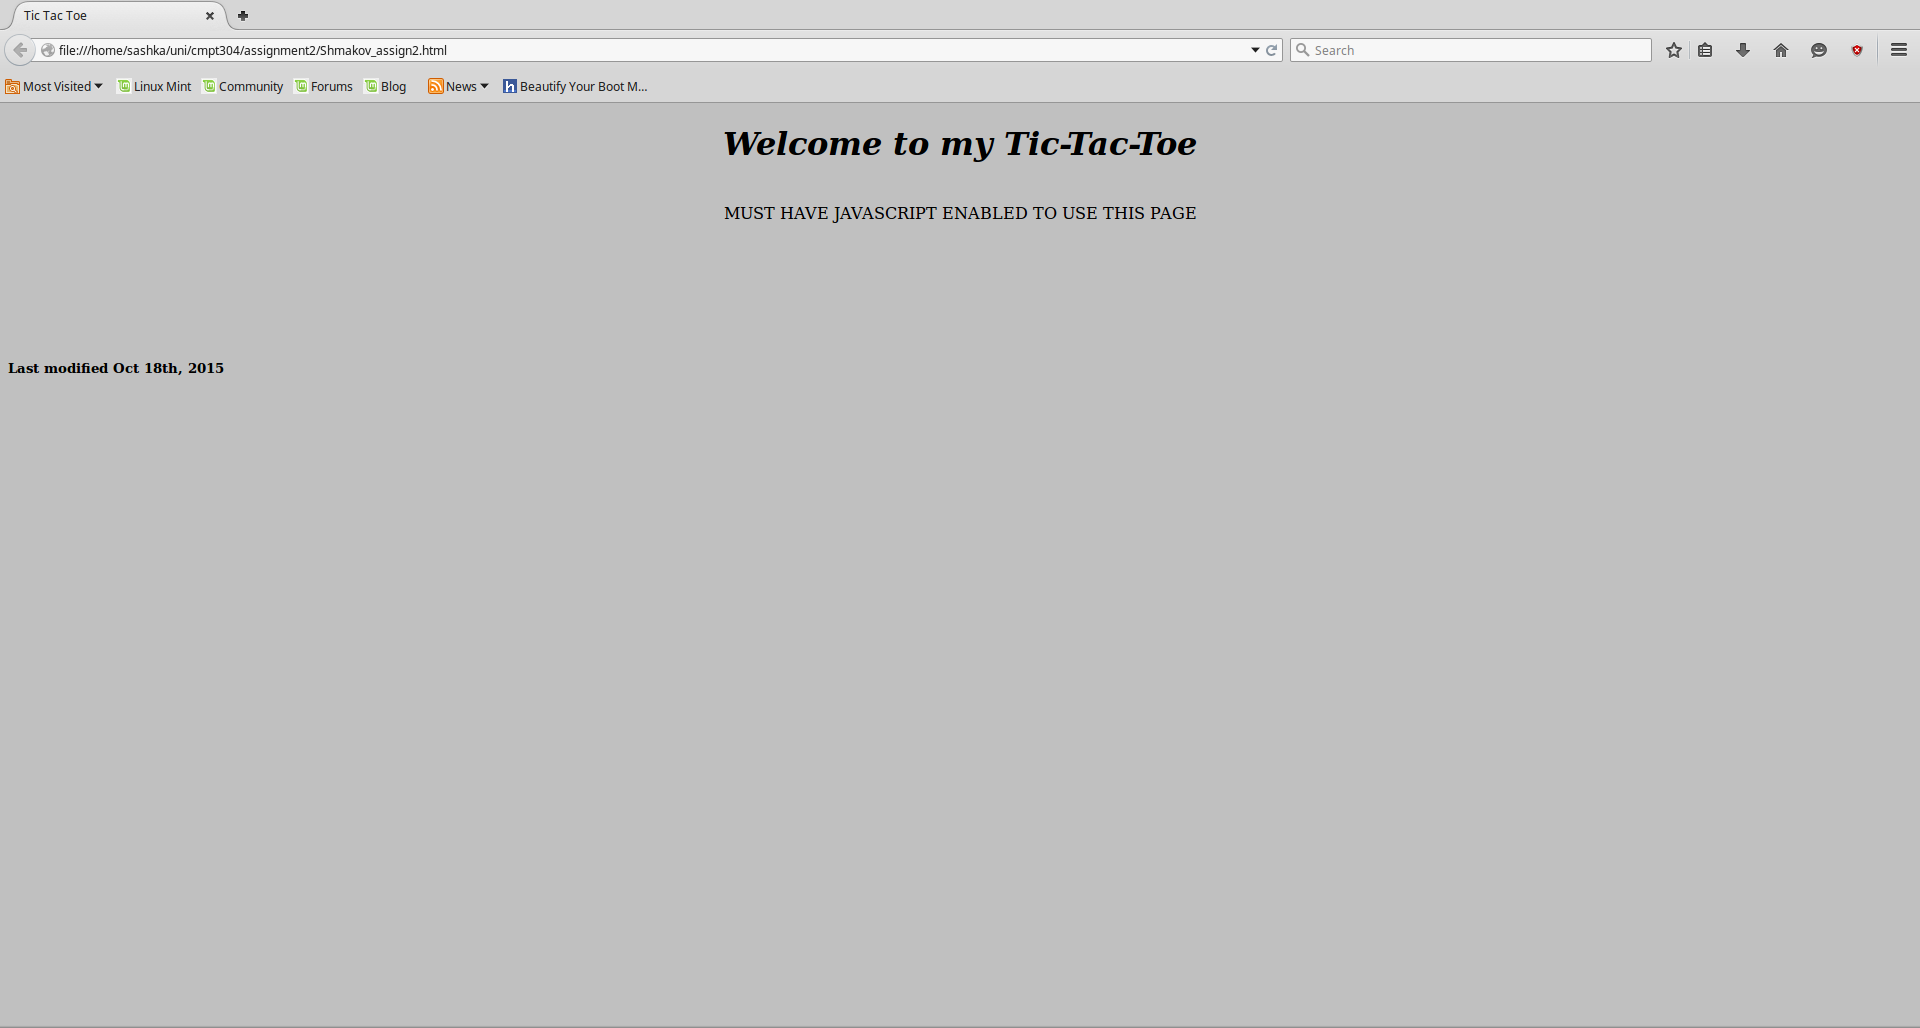 Tic Tac Toe
file:///home/sashka/uni/cmpt304/assignment2/Shmakov_assign2.html
Search
Most Visited
Linux Mint
Community
Forums
Blog
News
Beautify Your Boot M...
Welcome to my Tic-Tac-Toe
MUST HAVE JAVASCRIPT ENABLED TO USE THIS PAGE
Last modified Oct 18th, 2015